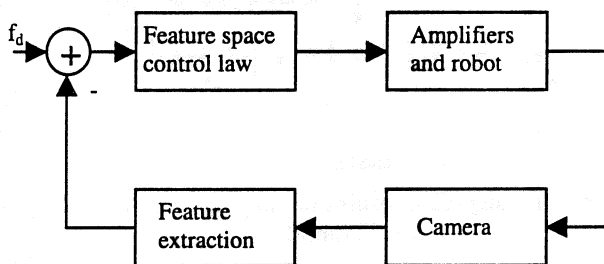 f_d
+
-
Feature space
control law
Amplifiers
and robot
Feature
extraction
Camera